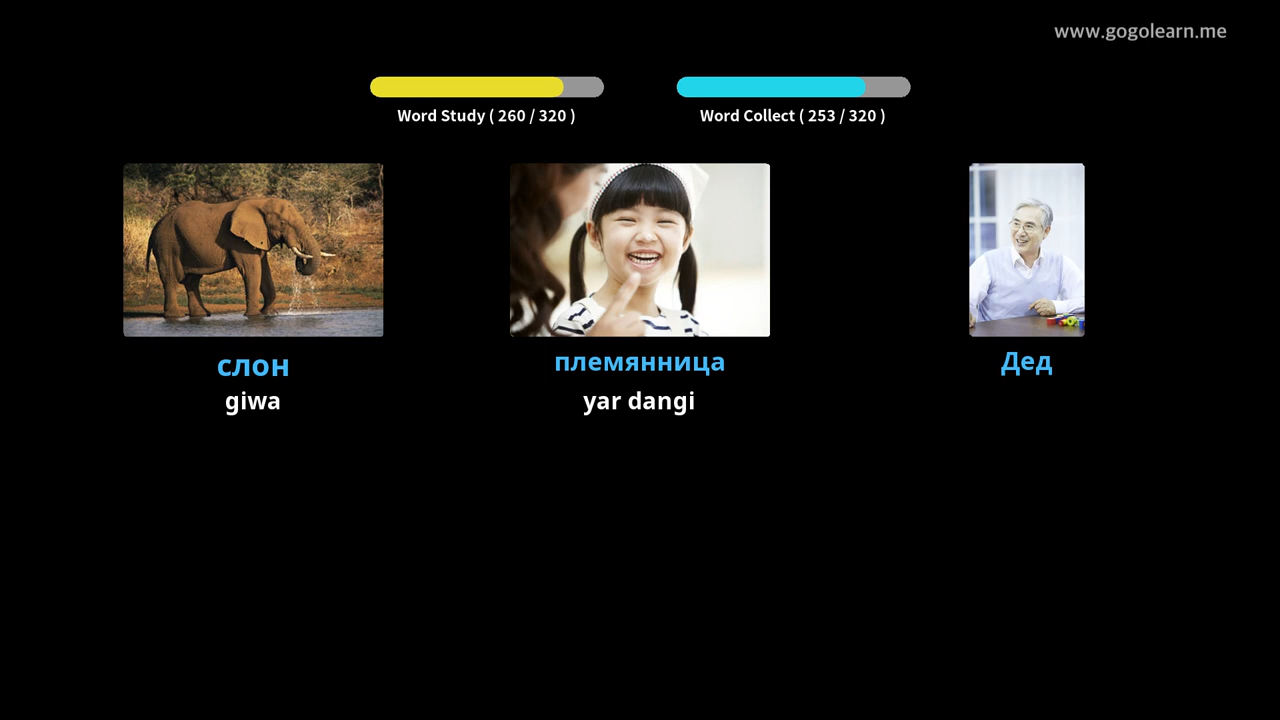 www.gogolearn.me
Word Study ( 260 / 320 )
Word Collect ( 253 / 320 )
слон
giwa
племянница
yar dangi
Дед